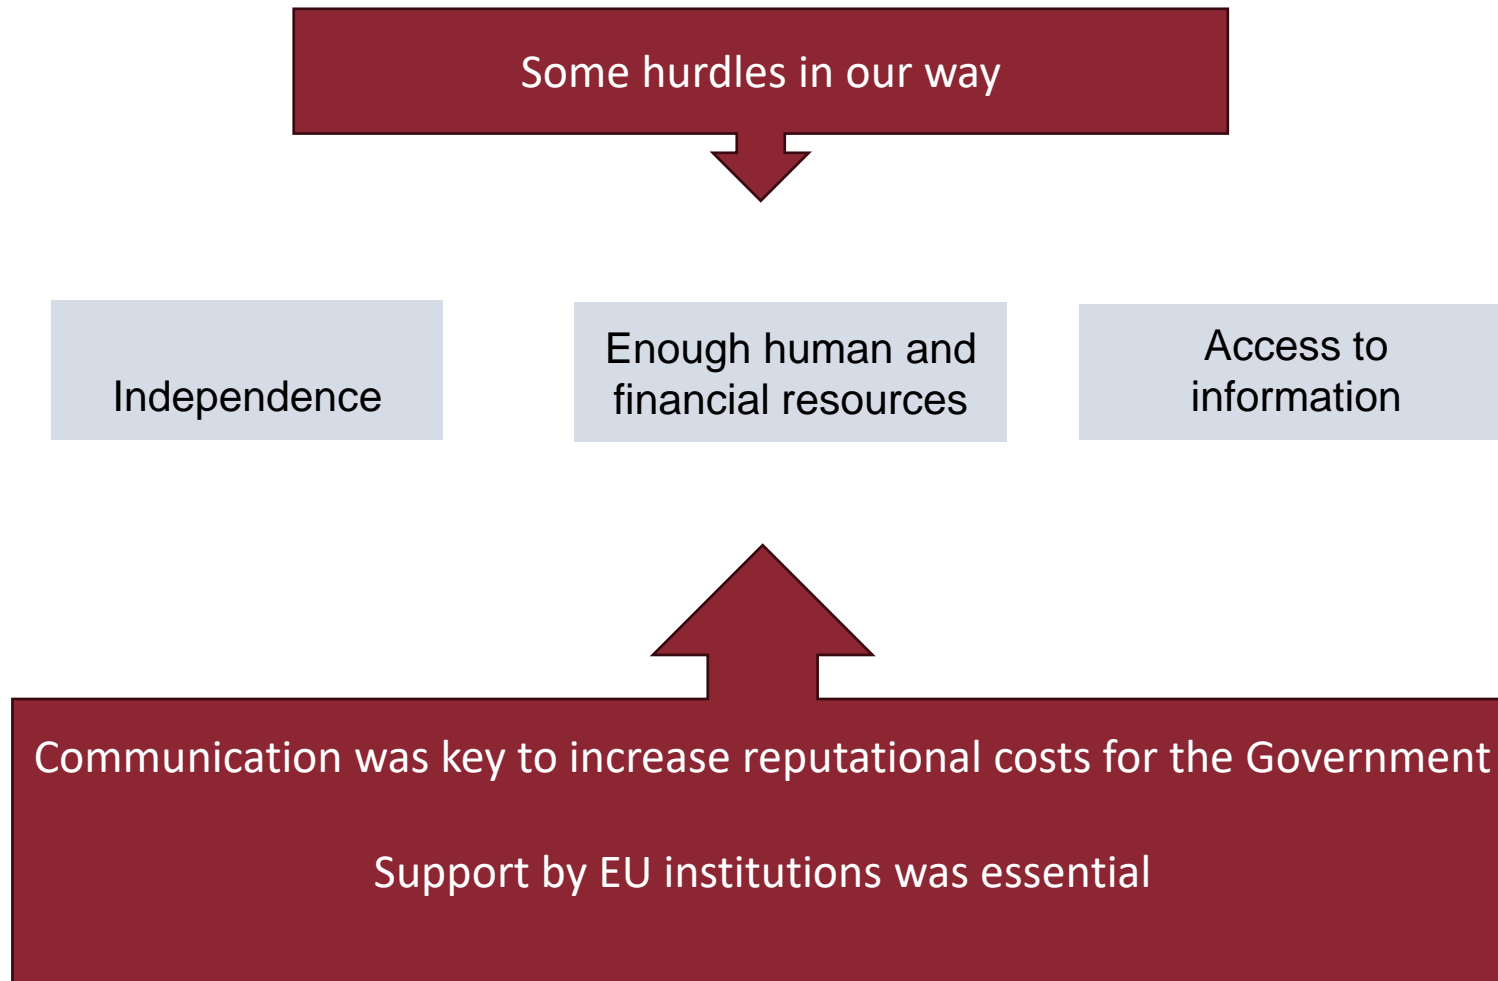 Some hurdles in our way
Independence
Enough human and
financial resources
Access to
information
Communication was key to increase reputational costs for the Government
Support by EU institutions was essential